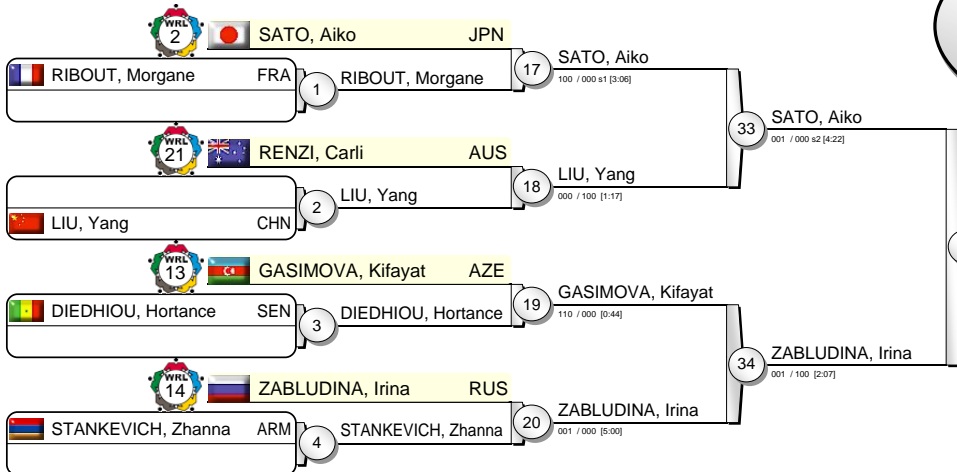 WRL 2 SATO, Aiko JPN
RIBOUT, Morgane FRA
1 RIBOUT, Morgane
17 SATO, Aiko
100 / 000 s1 [3:06]
WRL 21 RENZI, Carli AUS
LIU, Yang CHN
2 LIU, Yang
18 LIU, Yang
000 / 100 [1:17]
33 SATO, Aiko
001 / 000 s2 [4:22]
WRL 13 GASIMOVA, Kifayat AZE
DIEDHIOU, Hortance SEN
3 DIEDHIOU, Hortance
19 GASIMOVA, Kifayat
110 / 000 [0:44]
WRL 14 ZABLUDINA, Irina RUS
STANKEVICH, Zhanna ARM
4 STANKEVICH, Zhanna
20 ZABLUDINA, Irina
001 / 000 [5:00]
34 ZABLUDINA, Irina
001 / 100 [2:07]